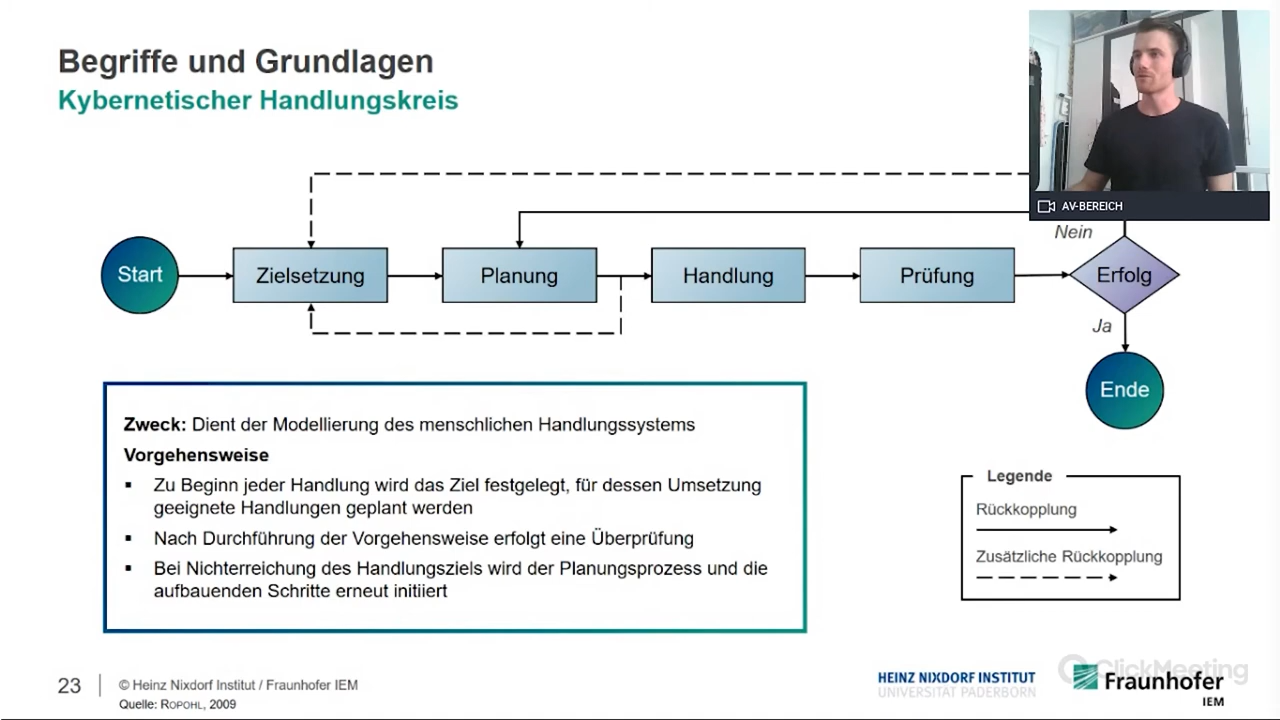 Begriffe und Grundlagen
Kybernetischer Handlungskreis
AV-BEREICH
Nein
Start
Zielsetzung
Planung
Handlung
Prüfung
Erfolg
Ja
Ende
Zweck: Dient der Modellierung des menschlichen Handlungssystems
Vorgehensweise
▪ Zu Beginn jeder Handlung wird das Ziel festgelegt, für dessen Umsetzung
geeignete Handlungen geplant werden
▪ Nach Durchführung der Vorgehensweise erfolgt eine Überprüfung
▪ Bei Nichterreichung des Handlungsziels wird der Planungsprozess und die
aufbauenden Schritte erneut initiiert
Legende
Rückkopplung
Zusätzliche Rückkopplung
23
© Heinz Nixdorf Institut / Fraunhofer IEM
Quelle: ROPOHL, 2009
HEINZ NIXDORF INSTITUT
UNIVERSITÄT PADERBORN
ClickMeeting
Fraunhofer
IEM